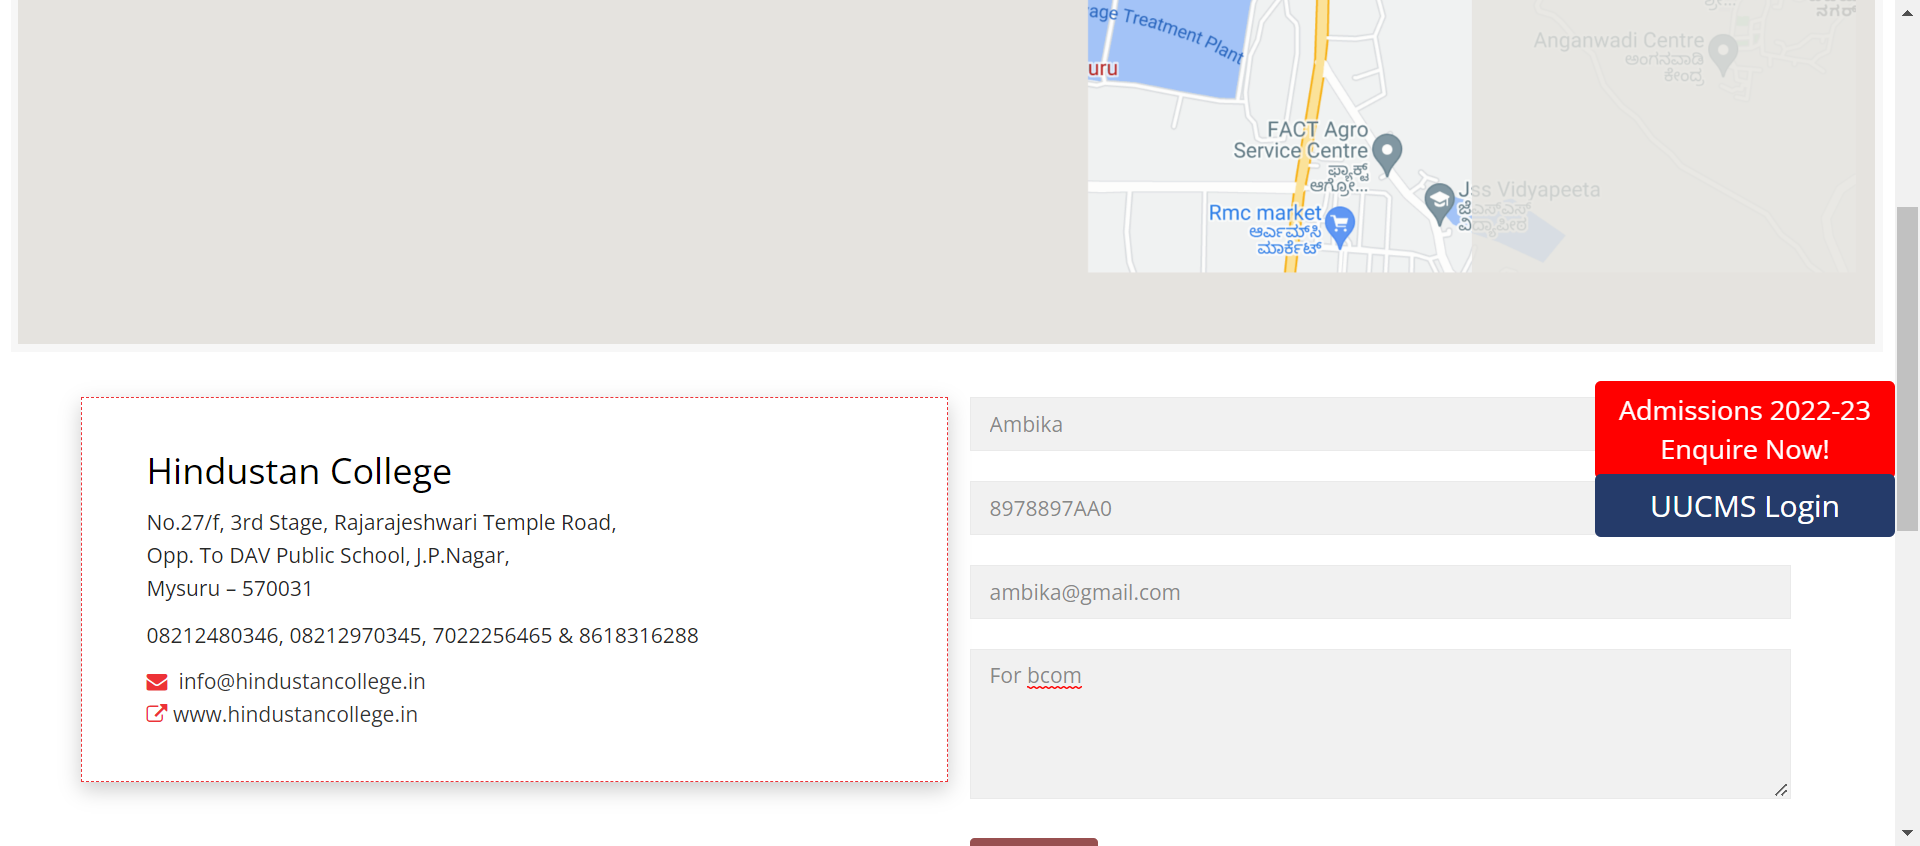 age Treatment Plant
uru
ನಗರ
Anganwadi Centre
ಅಂಗನವಾಡಿ
ಕೇಂದ್ರ
FACT Agro
Service Centre
ಫ್ಯಾಕ್ಟ್
ಆಗ್ರೋ...
Jss Vidyapeeta
ಜೆಎಸ್ಎಸ್
ವಿದ್ಯಾಪೀಠ
Rmc market
ಆರ್ಎಮ್‌ಸಿ
ಮಾರ್ಕೆಟ್
Hindustan College
No.27/f, 3rd Stage, Rajarajeshwari Temple Road,
Opp. To DAV Public School, J.P.Nagar,
Mysuru – 570031
08212480346, 08212970345, 7022256465 & 8618316288
info@hindustancollege.in
www.hindustancollege.in
Ambika
8978897AA0
ambika@gmail.com
For bcom
Admissions 2022-23
Enquire Now!
UUCMS Login